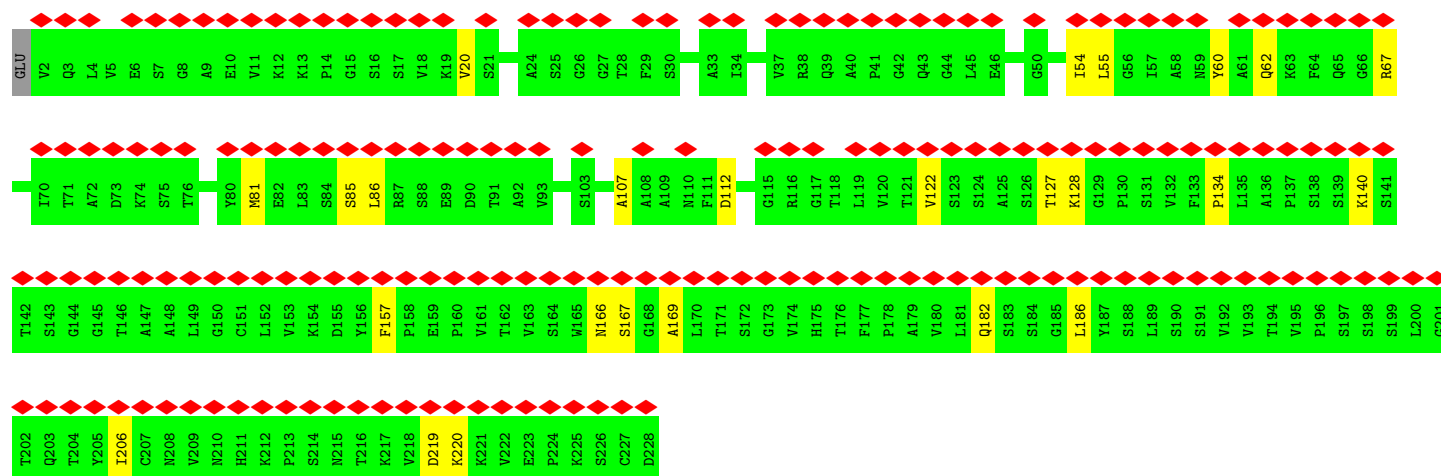 GLU V2 Q3 L4 V5 E6 S7 G8 A9 E10 V11 K12 K13 P14 G15 S16 S17 V18 K19 V20 S21 A24 S25 G26 G27 T28 F29 S30 A33 I34 V37 R38 Q39 A40 P41 G42 Q43 G44 L45 E46 G50 I54 L55 G56 I57 A58 N59 Y60 A61 Q62 K63 F64 Q65 G66 R67
I70 T71 A72 D73 K74 S75 T76 Y80 M81 E82 L83 S84 S85 L86 R87 S88 E89 D90 T91 A92 V93 S103 A107 A108 A109 N110 F111 D112 G115 R116 G117 T118 L119 V120 T121 V122 S123 S124 A125 S126 T127 K128 G129 P130 S131 V132 F133 P134 L135 A136 P137 S138 S139 K140 S141
T142 S143 G144 G145 T146 A147 A148 L149 G150 C151 L152 V153 K154 D155 Y156 F157 P158 E159 P160 V161 T162 V163 S164 W165 N166 S167 G168 A169 L170 T171 S172 G173 V174 H175 T176 F177 P178 A179 V180 L181 Q182 S183 S184 G185 L186 Y187 S188 L189 S190 S191 V192 V193 T194 V195 P196 S197 S198 S199 L200 G201
T202 Q203 T204 Y205 I206 C207 N208 V209 N210 H211 K212 P213 S214 N215 T216 K217 V218 D219 K220 K221 V222 E223 P224 K225 S226 C227 D228